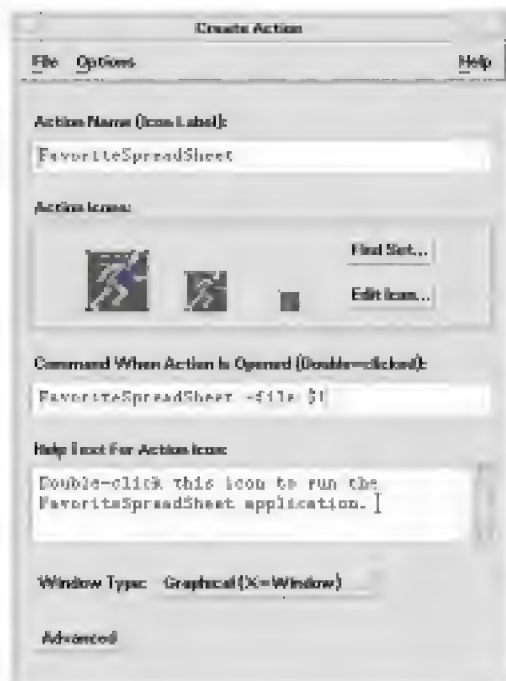 Create Action
File Options Help
Action Name (Icon Label):
FavoriteSpreadSheet
Action Icons:
Find Set...
Edit Icon...
Command When Action Is Opened (Double-clicked):
FavoriteSpreadSheet -file $1
Help Text For Action Icon:
Double-click this icon to run the
FavoriteSpreadSheet application.
Window Type: Graphical (X-Window)
Advanced